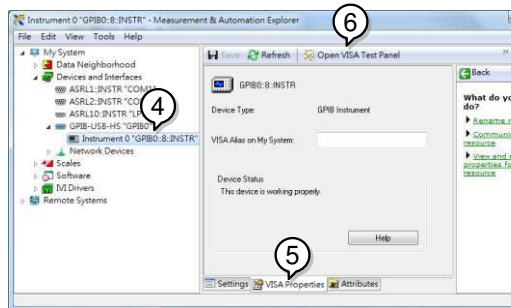 Instrument 0 "GPIB0::8::INSTR" - Measurement & Automation Explorer
File Edit View Tools Help
My System
Data Neighborhood
Devices and Interfaces
ASRL1::INSTR "COM1"
ASRL2::INSTR "CO
ASRL10::INSTR "LP
GPIB-USB-HS "GPIB0"
Instrument 0 "GPIB0::8::INSTR"
Network Devices
Scales
Software
IVI Drivers
Remote Systems
4
6
Save Refresh Open VISA Test Panel
GPIB0::8::INSTR
Device Type: GPIB Instrument
VISA Alias on My System:
Device Status
This device is working properly.
Help
5
Settings VISA Properties Attributes
Back
What do yo
do?
Rename
Communi
resource
View and
properties fo
resource